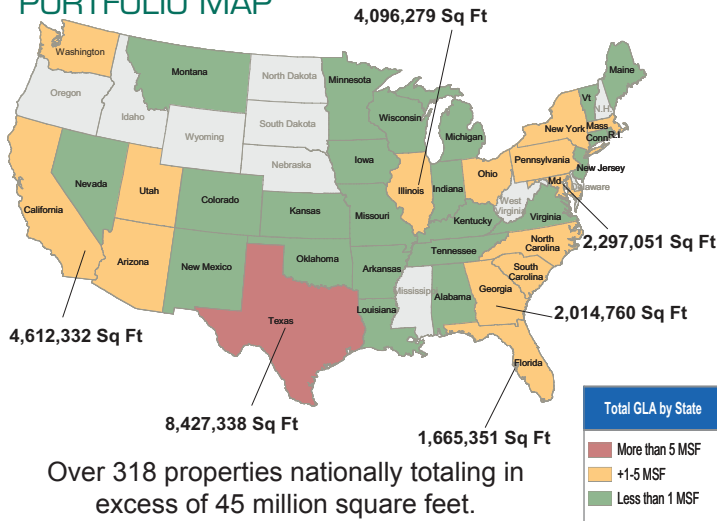 PORTFOLIO MAP
4,096,279 Sq Ft
Washington
Montana
North Dakota
Minnesota
Maine
Oregon
Idaho
Vt
N.H.
South Dakota
Wisconsin
Wyoming
Michigan
New York
Mass
Conn
R.I
Nebraska
Iowa
Pennsylvania
New Jersey
Ohio
Md
Delaware
Nevada
Utah
Illinois
Indiana
West
Virginia
California
Colorado
Kansas
Missouri
Kentucky
Virginia
2,297,051 Sq Ft
North
Carolina
Tennessee
Arizona
New Mexico
Oklahoma
Arkansas
South
Carolina
Mississippi
Alabama
Georgia
2,014,760 Sq Ft
Texas
Louisiana
4,612,332 Sq Ft
Florida
8,427,338 Sq Ft
1,665,351 Sq Ft
Total GLA by State
More than 5 MSF
+1-5 MSF
Less than 1 MSF
Over 318 properties nationally totaling in
excess of 45 million square feet.